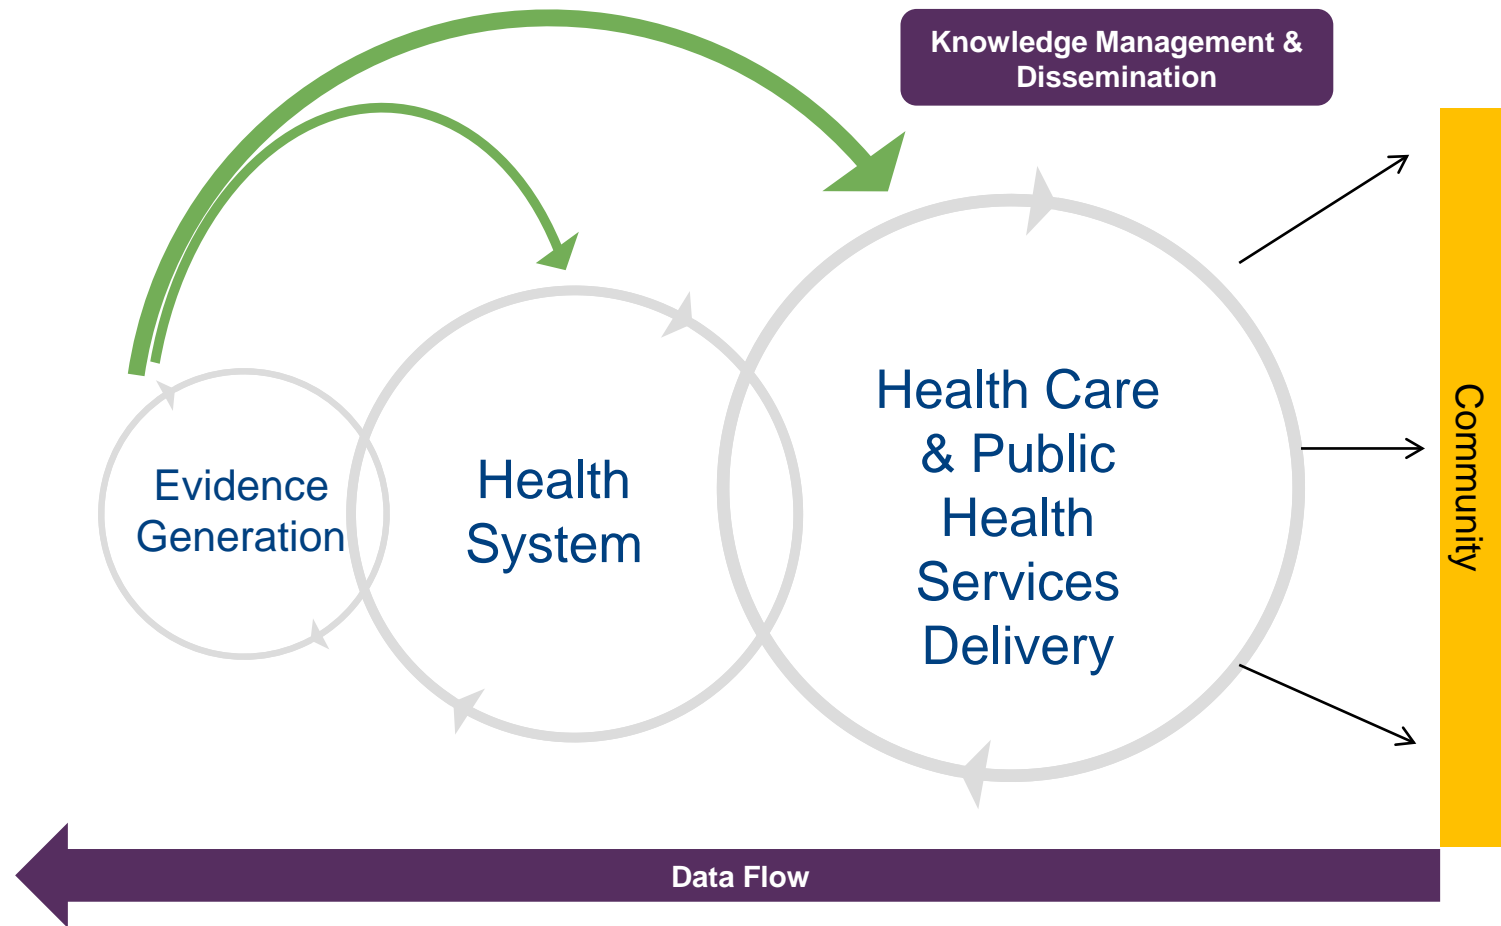 Knowledge Management &
Dissemination
Evidence
Generation
Health
System
Health Care
& Public
Health
Services
Delivery
Community
Data Flow